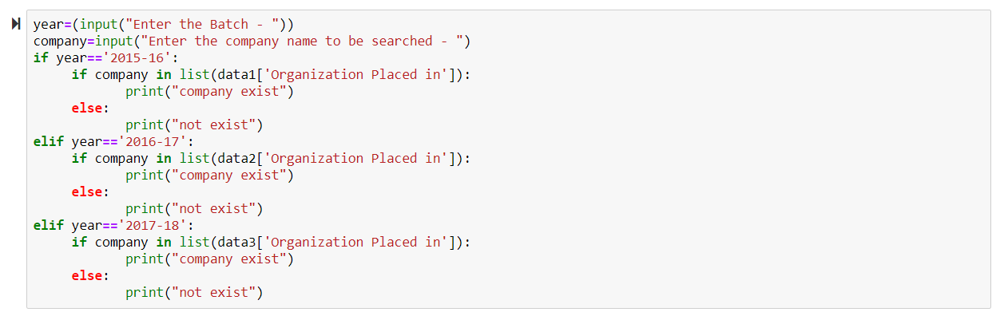 year=(input("Enter the Batch - "))
company=input("Enter the company name to be searched - ")
if year=='2015-16':
     if company in list(data1['Organization Placed in']):
            print("company exist")
     else:
            print("not exist")
elif year=='2016-17':
     if company in list(data2['Organization Placed in']):
            print("company exist")
     else:
            print("not exist")
elif year=='2017-18':
     if company in list(data3['Organization Placed in']):
            print("company exist")
     else:
            print("not exist")